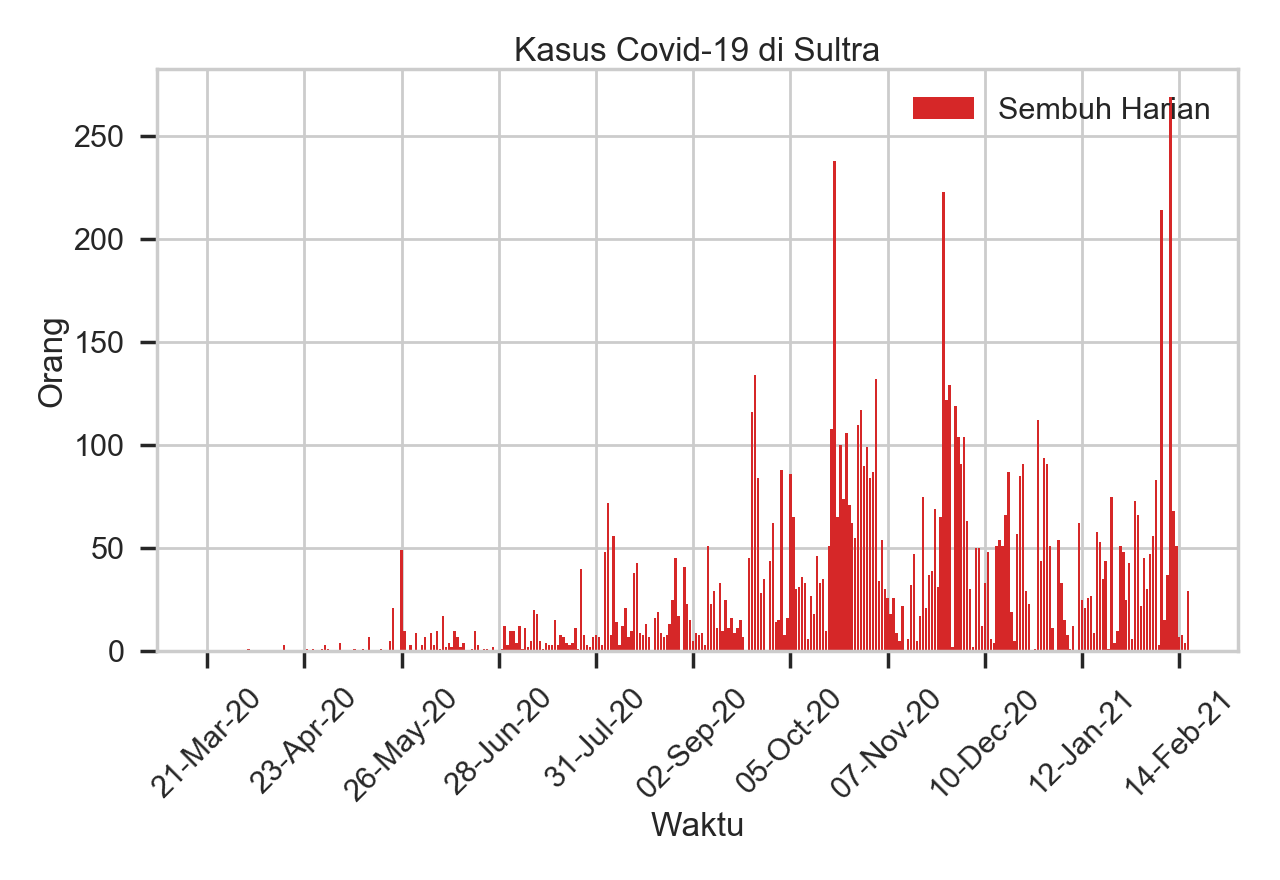 Kasus Covid-19 di Sultra
Sembuh Harian
Orang
250
200
150
100
50
0
21-Mar-20
23-Apr-20
26-May-20
28-Jun-20
31-Jul-20
02-Sep-20
05-Oct-20
07-Nov-20
10-Dec-20
12-Jan-21
14-Feb-21
Waktu